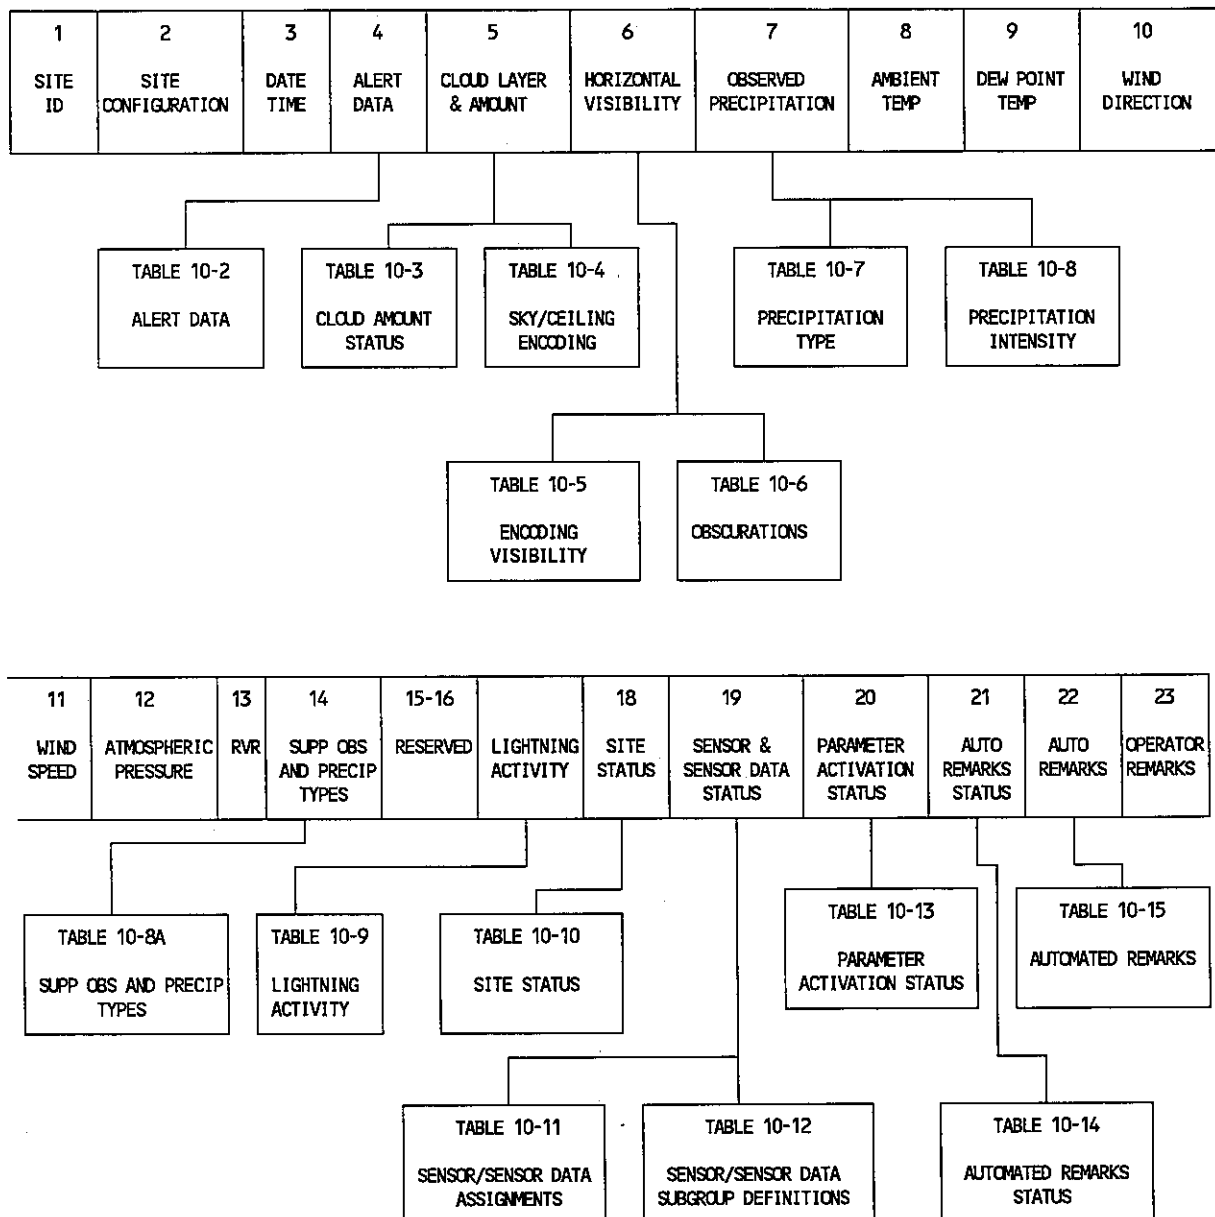 1 2 3 4 5 6 7 8 9 10
SITE SITE DATE ALERT CLOUD LAYER HORIZONTAL OBSERVED AMBIENT DEW POINT WIND
ID CONFIGURATION TIME DATA & AMOUNT VISIBILITY PRECIPITATION TEMP TEMP DIRECTION
TABLE 10-2
ALERT DATA
TABLE 10-3
CLOUD AMOUNT
STATUS
TABLE 10-4
SKY/CEILING
ENCODING
TABLE 10-7
PRECIPITATION
TYPE
TABLE 10-8
PRECIPITATION
INTENSITY
TABLE 10-5
ENCODING
VISIBILITY
TABLE 10-6
OBSCURATIONS
11 12 13 14 15-16 18 19 20 21 22 23
WIND ATMOSPHERIC RVR SUPP OBS RESERVED LIGHTNING SITE SENSOR & PARAMETER AUTO AUTO OPERATOR
SPEED PRESSURE AND PRECIP ACTIVITY STATUS SENSOR DATA ACTIVATION REMARKS REMARKS REMARKS
TYPES STATUS STATUS STATUS
TABLE 10-8A
SUPP OBS AND PRECIP
TYPES
TABLE 10-9
LIGHTNING
ACTIVITY
TABLE 10-10
SITE STATUS
TABLE 10-13
PARAMETER
ACTIVATION STATUS
TABLE 10-15
AUTOMATED REMARKS
TABLE 10-11
SENSOR/SENSOR DATA
ASSIGNMENTS
TABLE 10-12
SENSOR/SENSOR DATA
SUBGROUP DEFINITIONS
TABLE 10-14
AUTOMATED REMARKS
STATUS